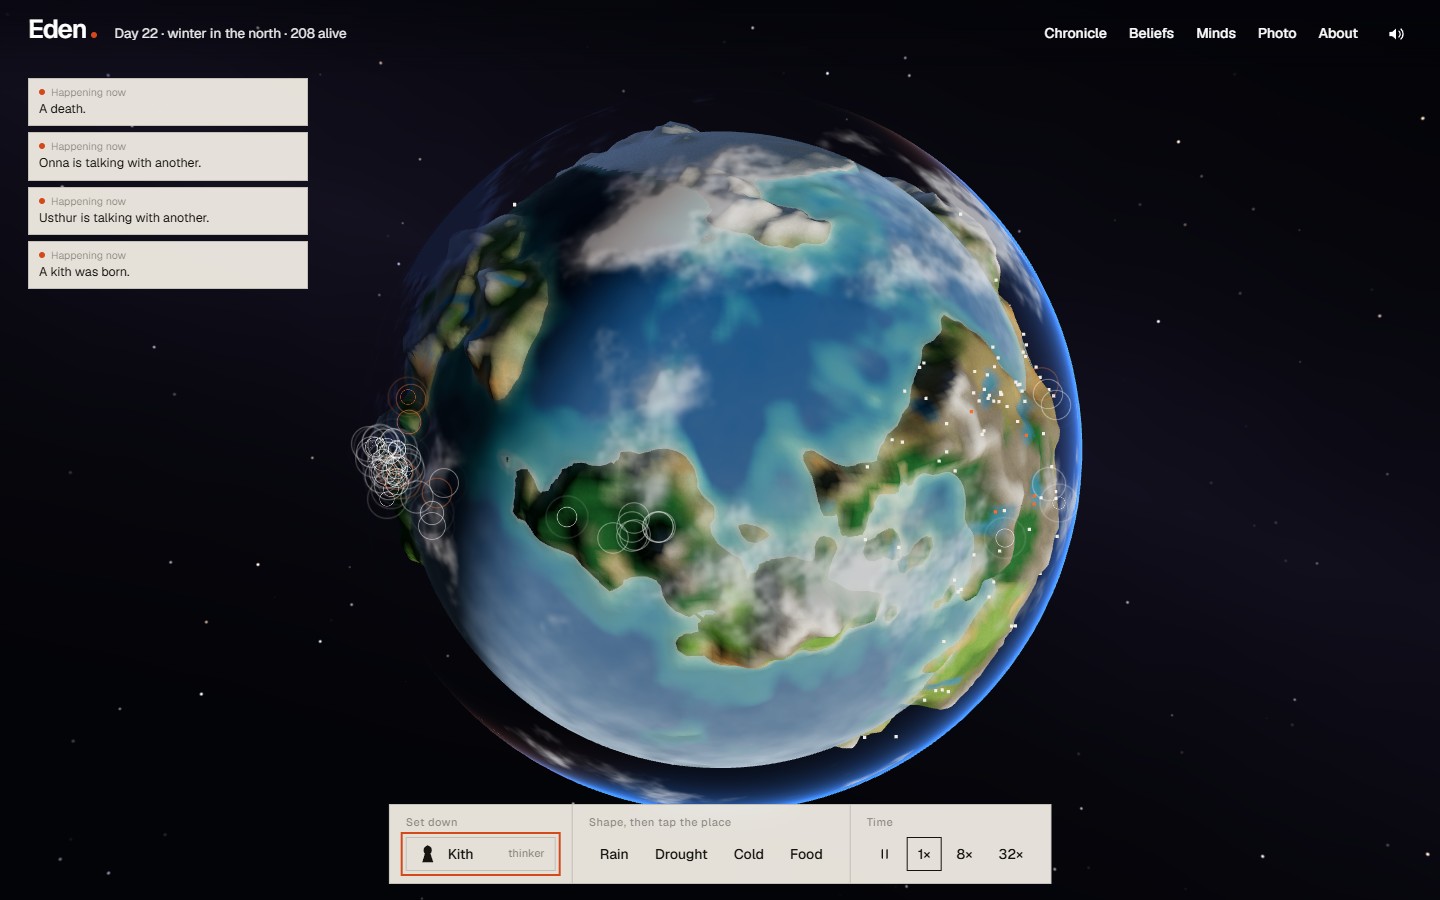 Eden.
Day 22 · winter in the north · 208 alive
Chronicle Beliefs Minds Photo About
Happening now
A death.
Happening now
Onna is talking with another.
Happening now
Usthur is talking with another.
Happening now
A kith was born.
Set down
Kith thinker
Shape, then tap the place
Rain Drought Cold Food
Time
1× 8× 32×